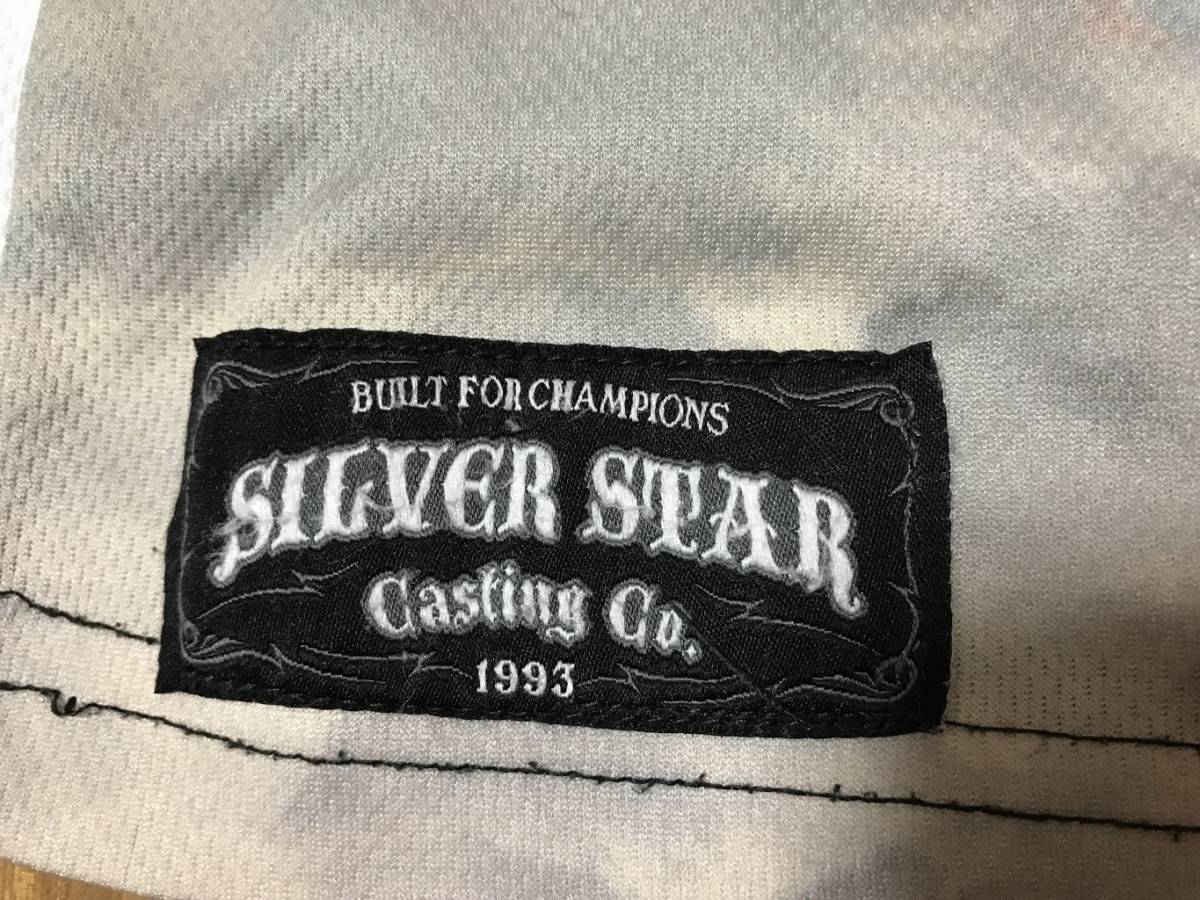 BUILT FOR CHAMPIONS
SILVER STAR
Casting Co.
1993